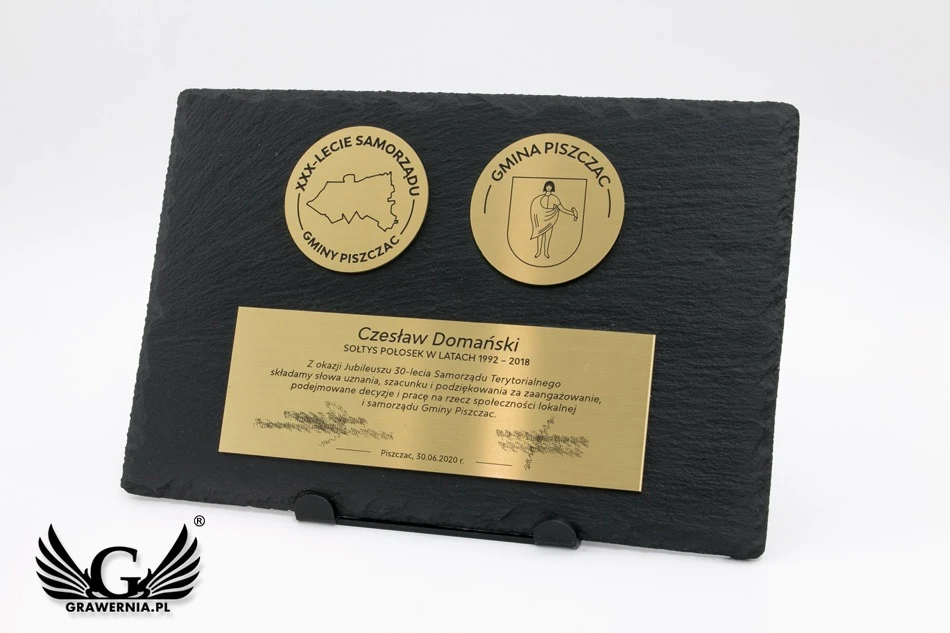 XXX-LECIE SAMORZĄDU
GMINY PISZCZAC
GMINA PISZCZAC
Czesław Domański
SOŁTYS POŁOSEK W LATACH 1992 – 2018
Z okazji Jubileuszu 30-lecia Samorządu Terytorialnego
składamy słowa uznania, szacunku i podziękowania za zaangażowanie,
podejmowane decyzje i pracę na rzecz społeczności lokalnej
i samorządu Gminy Piszczac.
Piszczac, 30.06.2020 r.
G ®
GRAWERNIA.PL